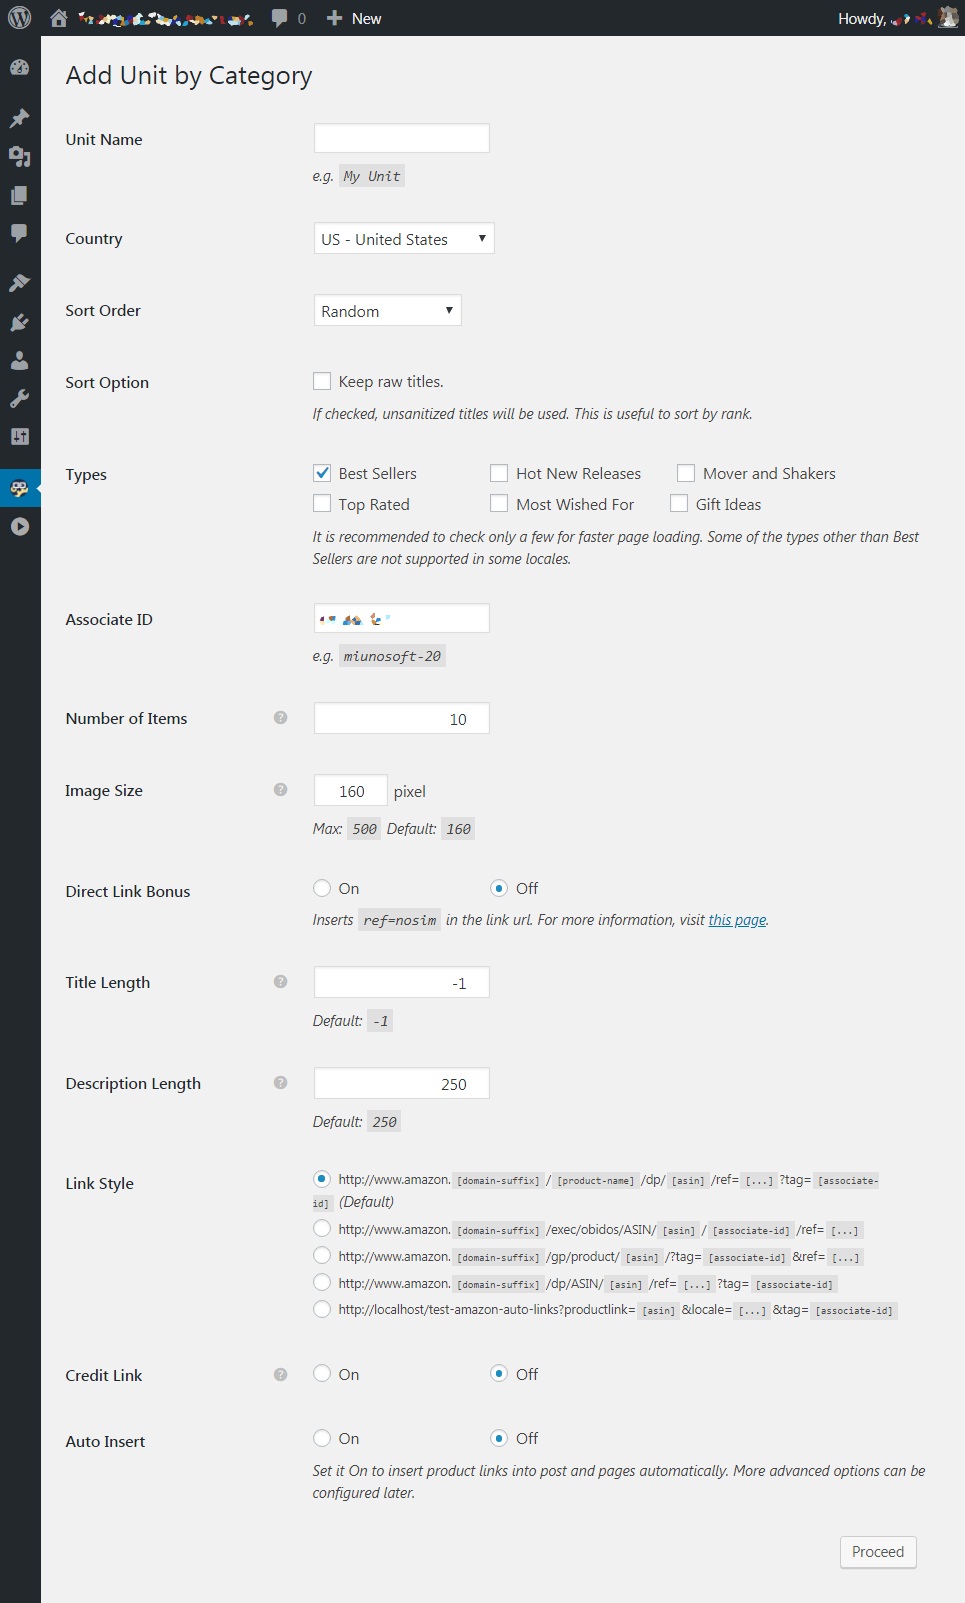 0 New Howdy,
Add Unit by Category
Unit Name
e.g. My Unit
Country US - United States
Sort Order Random
Sort Option Keep raw titles.
If checked, unsanitized titles will be used. This is useful to sort by rank.
Types Best Sellers Hot New Releases Mover and Shakers
Top Rated Most Wished For Gift Ideas
It is recommended to check only a few for faster page loading. Some of the types other than Best
Sellers are not supported in some locales.
Associate ID
e.g. miunosoft-20
Number of Items ? 10
Image Size ? 160 pixel
Max: 500 Default: 160
Direct Link Bonus On Off
Inserts ref=nosim in the link url. For more information, visit this page.
Title Length ? -1
Default: -1
Description Length ? 250
Default: 250
Link Style http://www.amazon. [domain-suffix] / [product-name] /dp/ [asin] /ref= [...] ?tag= [associate-
id] (Default)
http://www.amazon. [domain-suffix] /exec/obidos/ASIN/ [asin] / [associate-id] /ref= [...]
http://www.amazon. [domain-suffix] /gp/product/ [asin] /?tag= [associate-id] &ref= [...]
http://www.amazon. [domain-suffix] /dp/ASIN/ [asin] /ref= [...] ?tag= [associate-id]
http://localhost/test-amazon-auto-links?productlink= [asin] &locale= [...] &tag= [associate-id]
Credit Link ? On Off
Auto Insert On Off
Set it On to insert product links into post and pages automatically. More advanced options can be
configured later.
Proceed